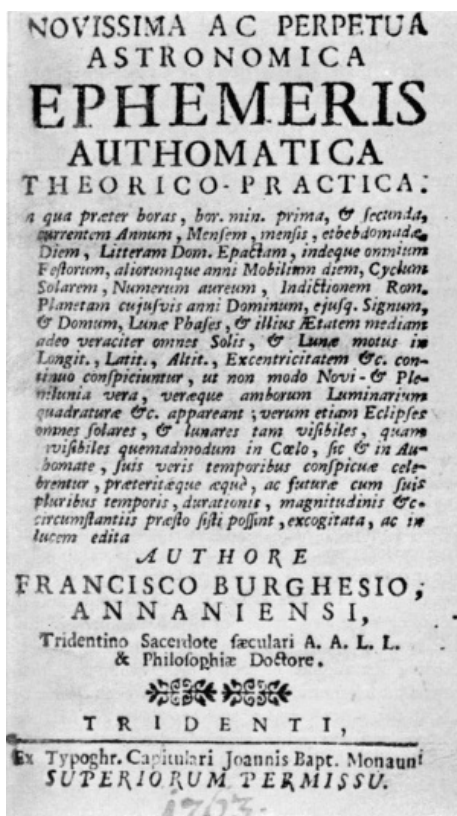 NOVISSIMA AC PERPETUA
ASTRONOMICA
EPHEMERIS
AUTHOMATICA
THEORICO-PRACTICA.
qua præter horas, hor. min. prima, & secunda,
currentem Annum, Mensem, mensis, et hebdomadæ
Diem, Litteram Dom. Epactam, indeque omnium
Festorum, aliorumque anni Mobilium diem, Cyclum
Solarem, Numerum aureum, Indictionem Rom.
Planetam cujusvis anni Dominum, ejusq. Signum,
& Domum, Lunæ Phases, & illius Ætatem mediam
adeo veraciter omnes Solis, & Lunæ motus in
Longit., Latit., Altit., Excentricitatem &c. con-
tinuo conspiciuntur, ut non modo Novi- & Ple-
nilunia vera, veræque amborum Luminarium
quadraturæ &c. appareant; verum etiam Eclipses
omnes solares, & lunares tam visibiles, quam
visibiles quemadmodum in Cœlo, sic & in Au-
homate, suis veris temporibus conspicuæ cele-
brentur, præteritæque æquè, ac futuræ cum suis
pluribus temporis, durationis, magnitudinis &c.
circumstantiis præsto sisti possint, excogitata, ac in
lucem edita
AUTHORE
FRANCISCO BURGHESIO,
ANNANIENSI,
Tridentino Sacerdote sæculari A. A. L. L.
& Philosophiæ Doctore.
TRIDENTI,
Ex Typoghr. Capitulari Joannis Bapt. Monauni
SUPERIORUM PERMISSU.
1763.